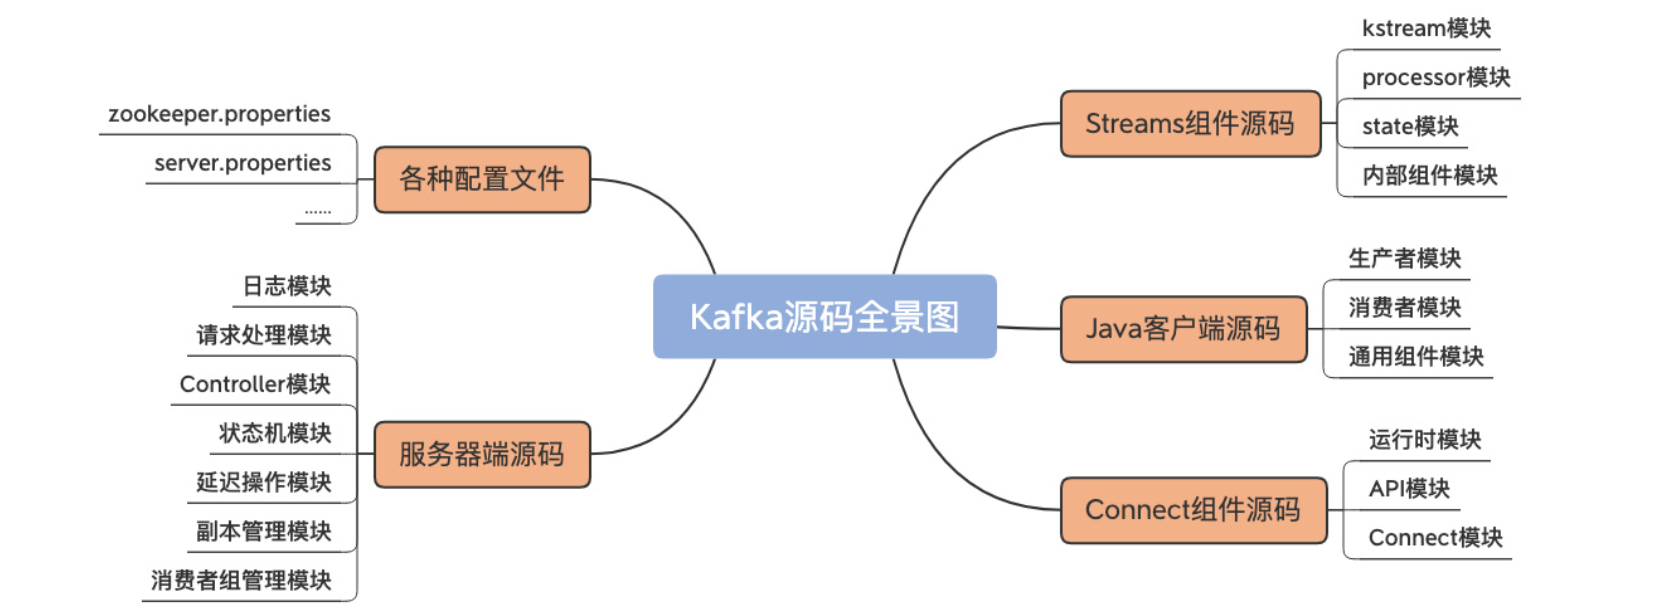 Kafka源码全景图
各种配置文件
zookeeper.properties
server.properties
......
服务器端源码
日志模块
请求处理模块
Controller模块
状态机模块
延迟操作模块
副本管理模块
消费者组管理模块
Streams组件源码
kstream模块
processor模块
state模块
内部组件模块
Java客户端源码
生产者模块
消费者模块
通用组件模块
Connect组件源码
运行时模块
API模块
Connect模块